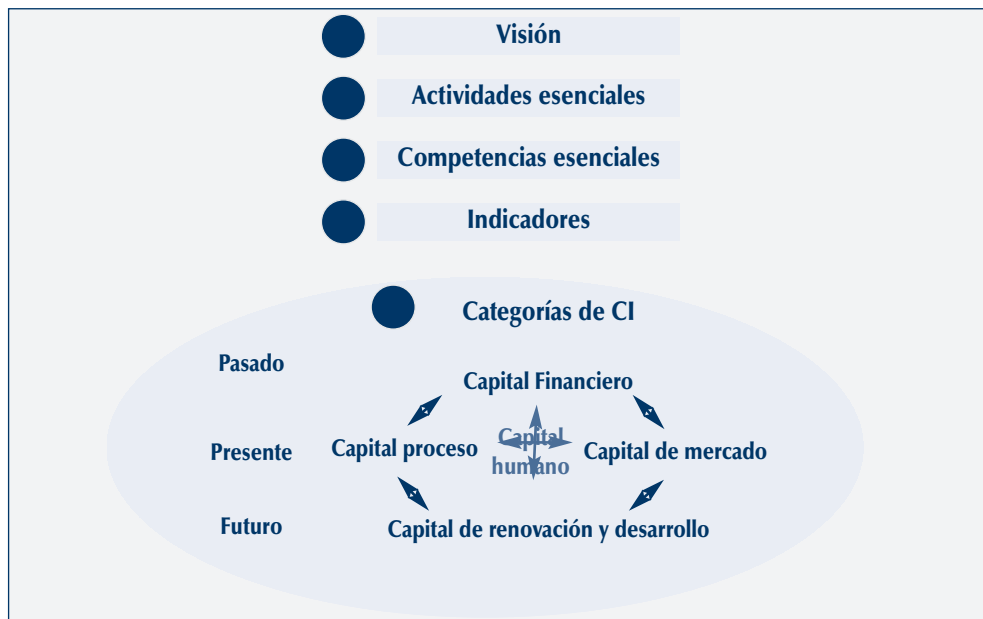 Visión
Actividades esenciales
Competencias esenciales
Indicadores
Categorías de CI
Pasado
Capital Financiero
Presente
Capital proceso
Capital
humano
Capital de mercado
Futuro
Capital de renovación y desarrollo